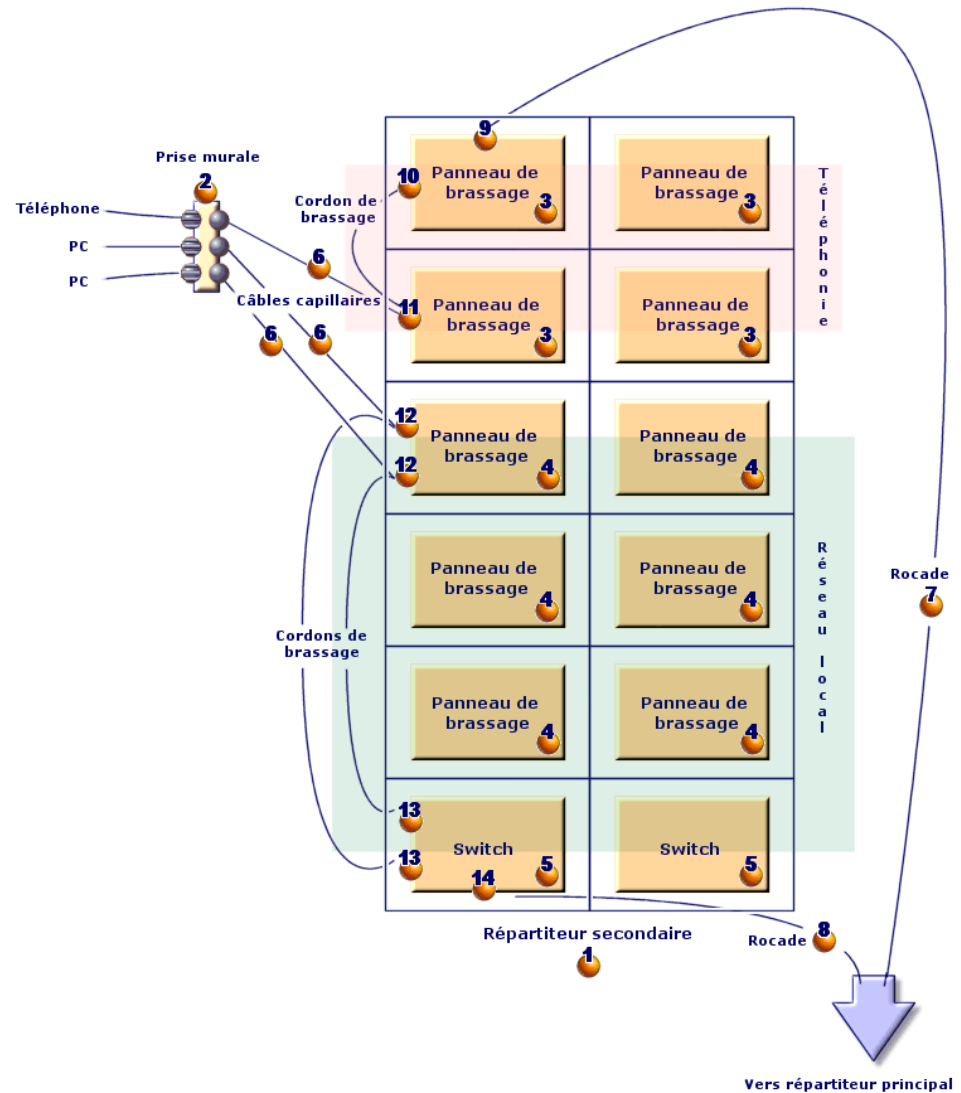 9
Prise murale
2
Panneau de
brassage
3
Panneau de
brassage
3
10
Cordon de
brassage
Téléphone
PC
PC
6
Câbles capillaires
6
6
11
Panneau de
brassage
3
Panneau de
brassage
3
Téléphonie
12
12
Panneau de
brassage
4
Panneau de
brassage
4
Panneau de
brassage
4
Panneau de
brassage
4
Réseau local
Rocade
7
Cordons de
brassage
Panneau de
brassage
4
Panneau de
brassage
4
13
13
Switch
5
14
Switch
5
Répartiteur secondaire
1
Rocade
8
Vers répartiteur principal